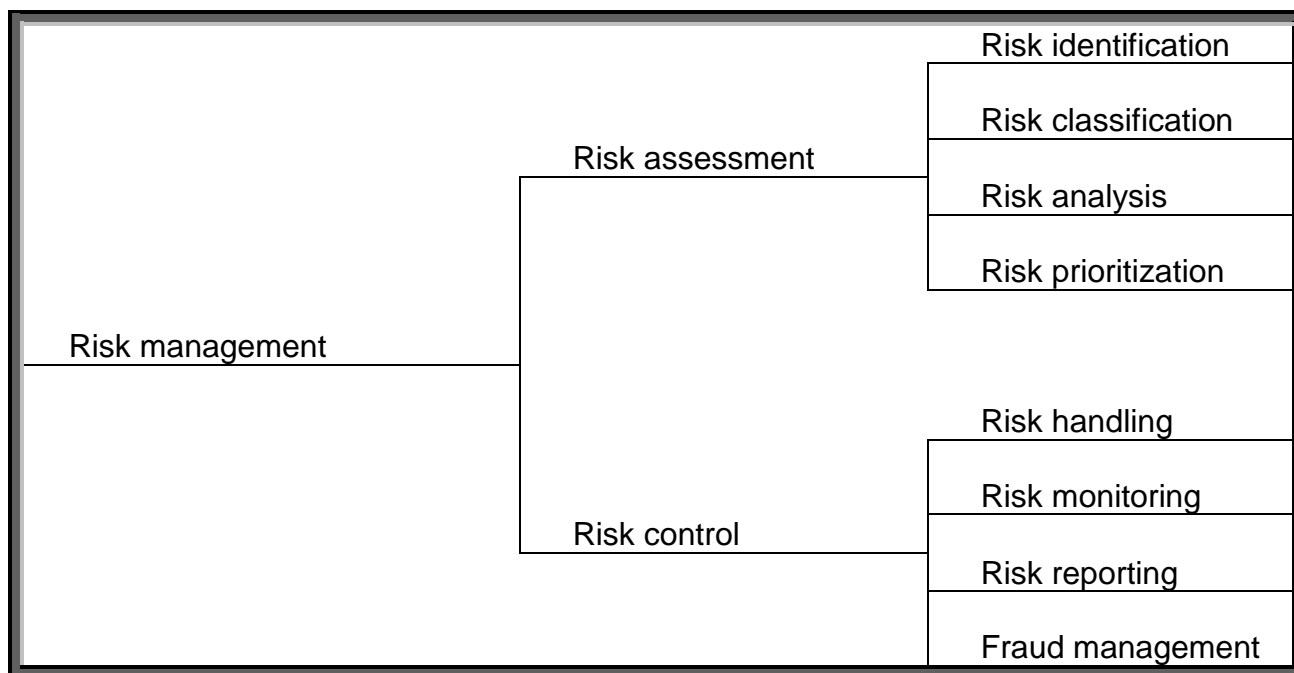 Risk identification
Risk classification
Risk assessment
Risk analysis
Risk prioritization
Risk management
Risk handling
Risk monitoring
Risk control
Risk reporting
Fraud management